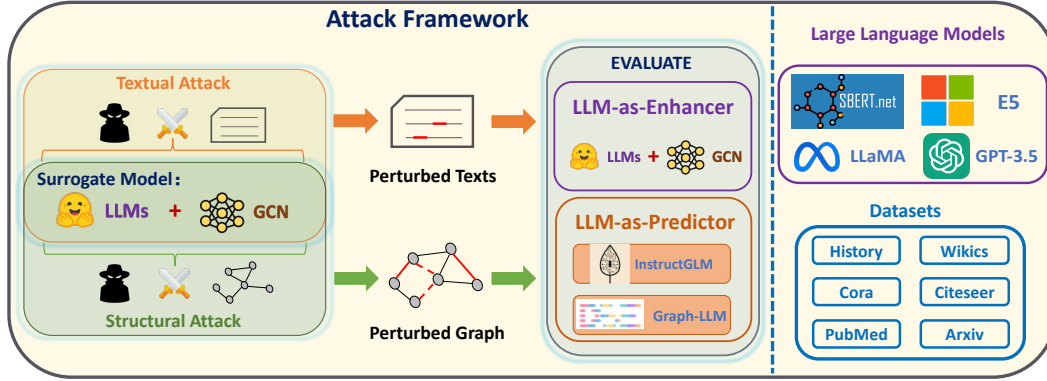 Attack Framework
Textual Attack
Surrogate Model：
LLMs + GCN
Structural Attack
Perturbed Texts
Perturbed Graph
EVALUATE
LLM-as-Enhancer
LLMs + GCN
LLM-as-Predictor
InstructGLM
Graph-LLM
Large Language Models
SBERT.net
E5
LLaMA
GPT-3.5
Datasets
History
Wikics
Cora
Citeseer
PubMed
Arxiv